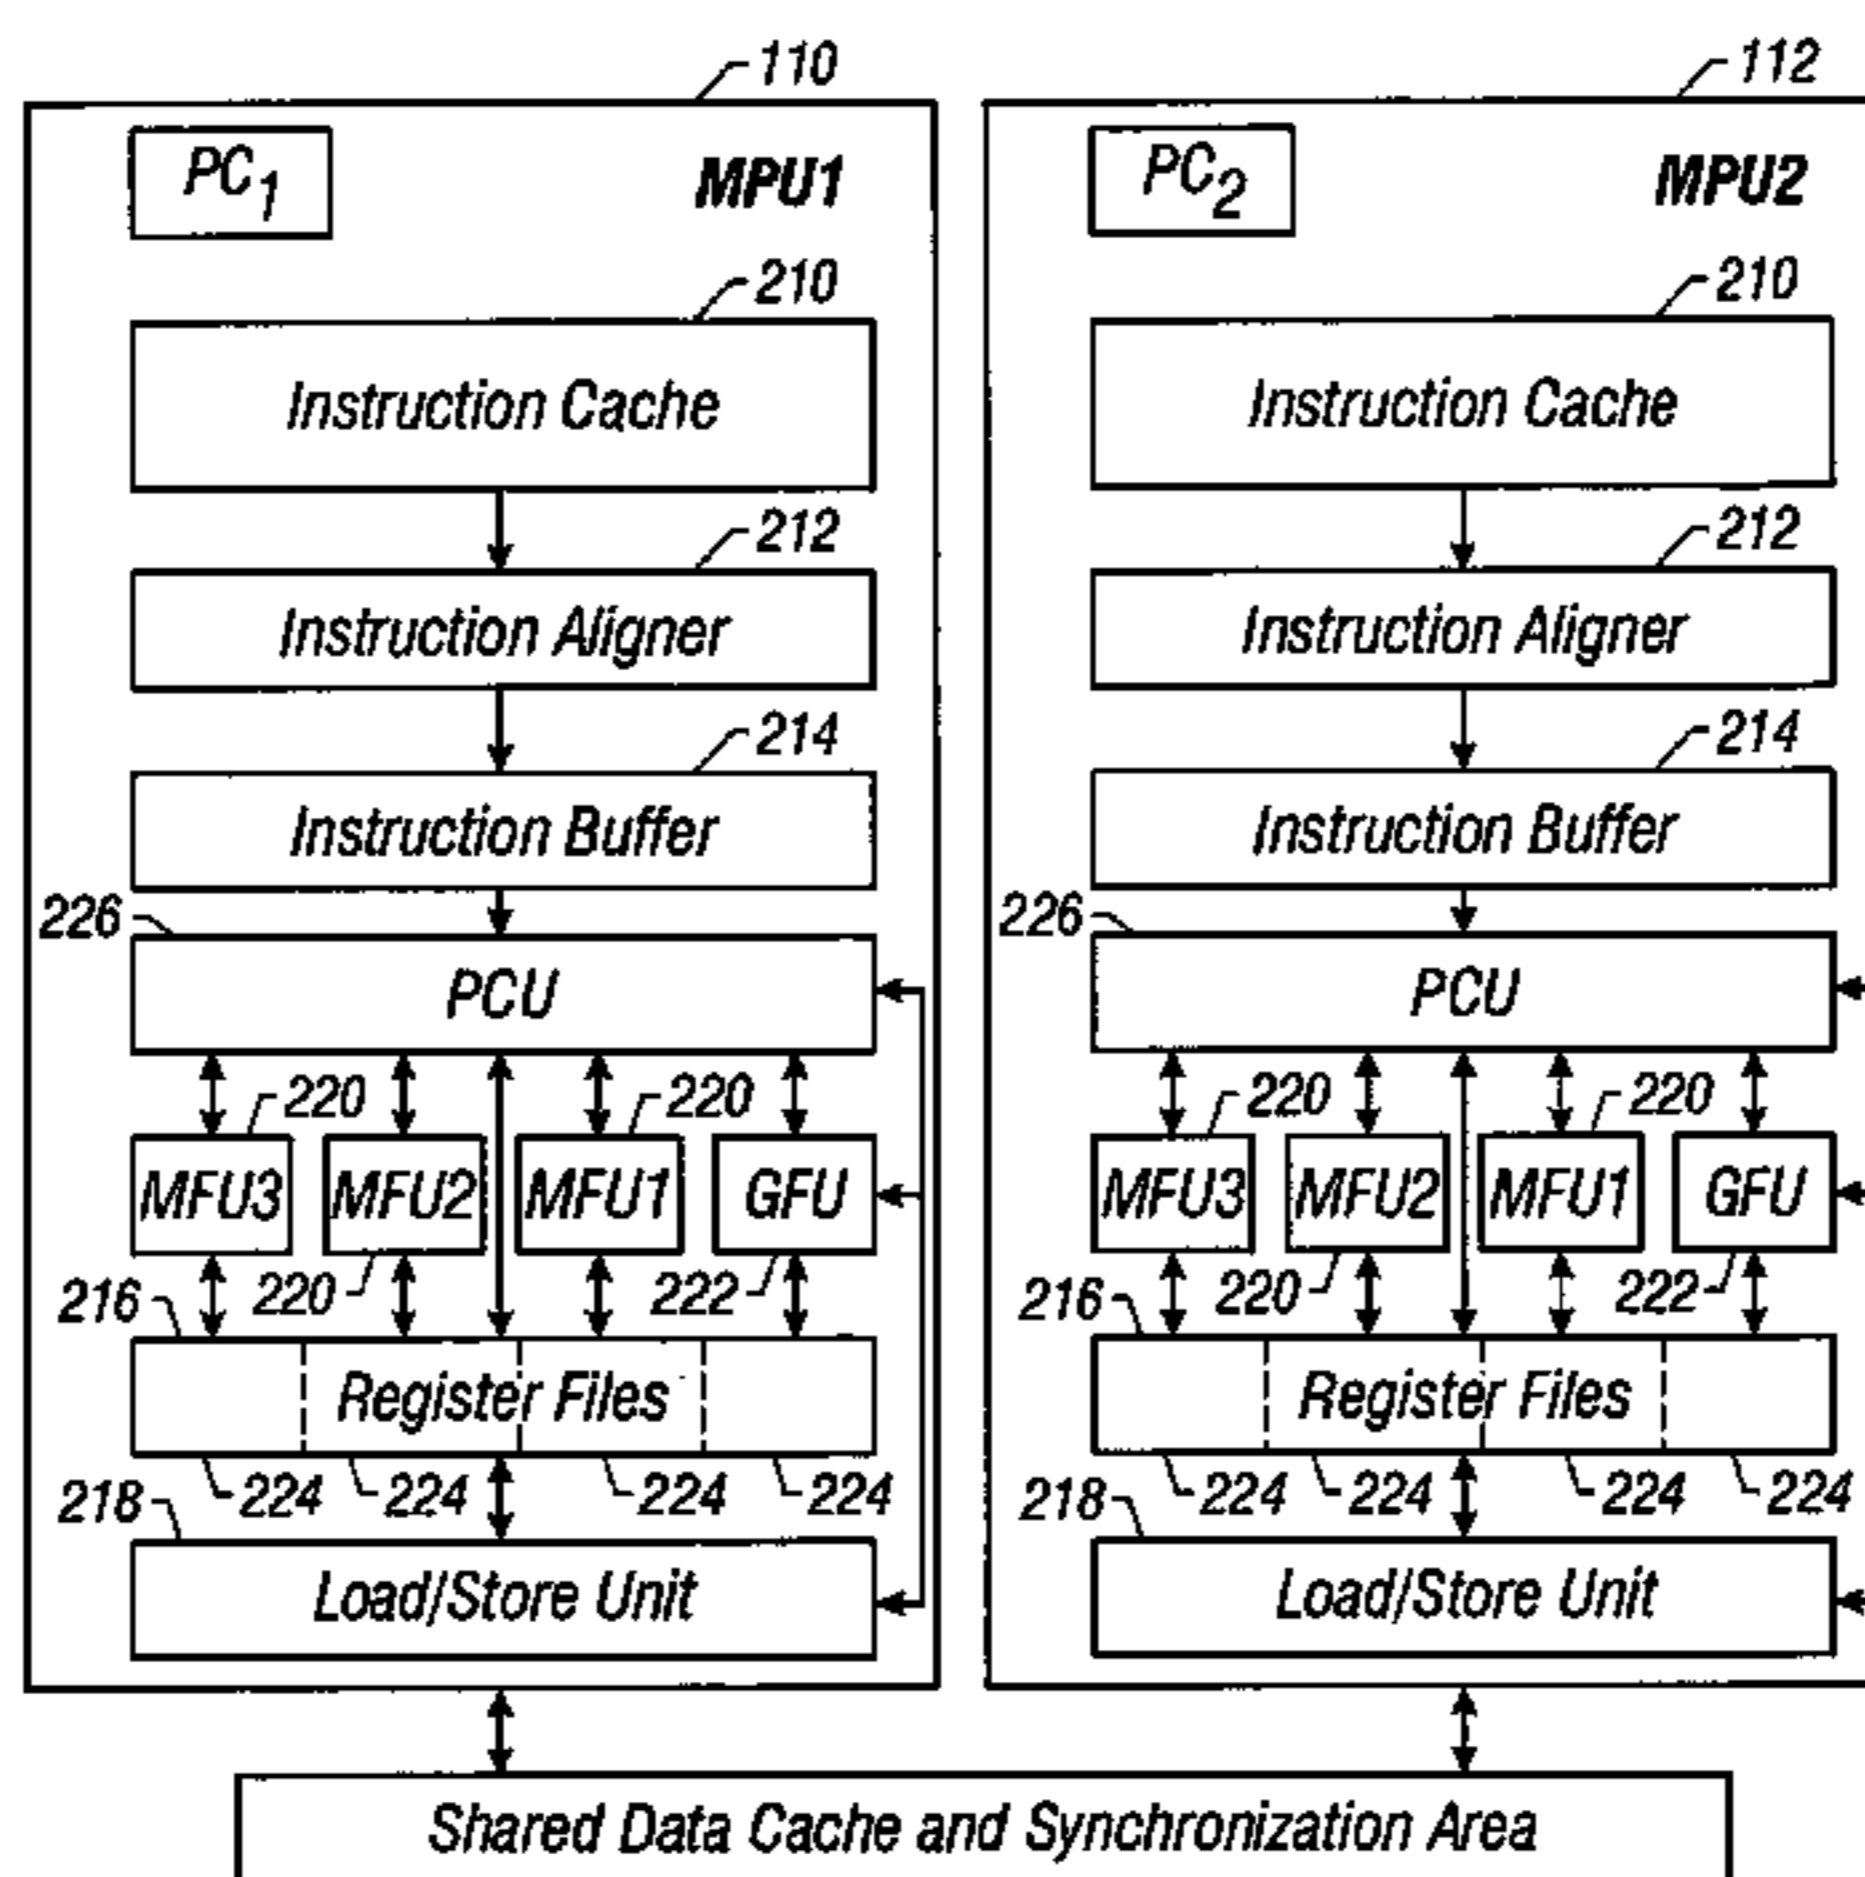 110
PC1
MPU1
210
Instruction Cache
212
Instruction Aligner
214
Instruction Buffer
226
PCU
220 220
MFU3 MFU2 MFU1 GFU
216 220 222
Register Files
218 224 224 224 224
Load/Store Unit
112
PC2
MPU2
210
Instruction Cache
212
Instruction Aligner
214
Instruction Buffer
226
PCU
220 220
MFU3 MFU2 MFU1 GFU
216 220 222
Register Files
218 224 224 224 224
Load/Store Unit
Shared Data Cache and Synchronization Area